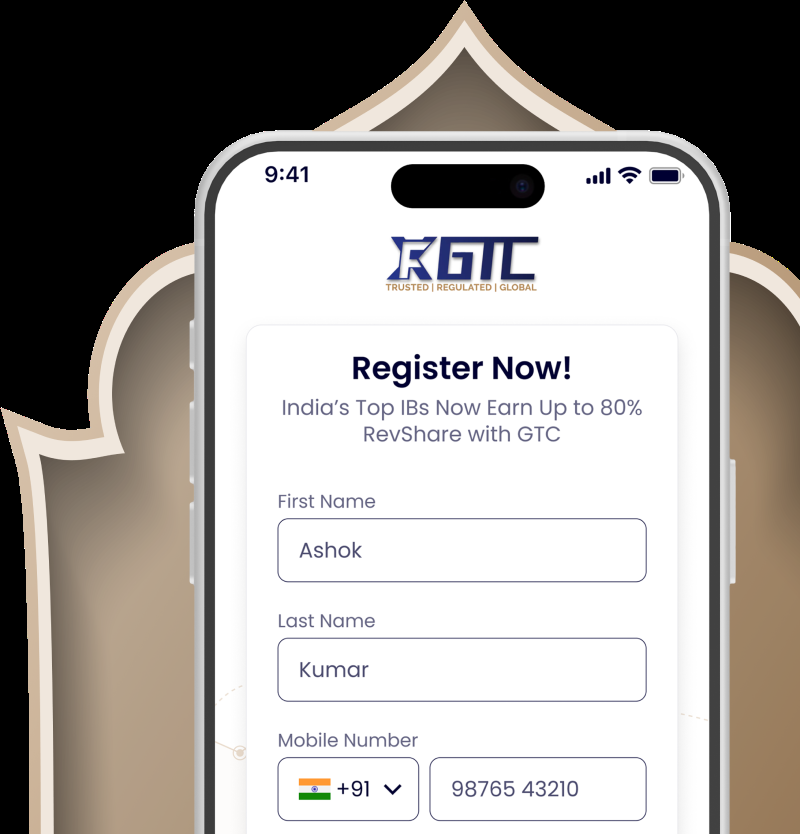 9:41
GTC
TRUSTED | REGULATED | GLOBAL
Register Now!
India’s Top IBs Now Earn Up to 80%
RevShare with GTC
First Name
Ashok
Last Name
Kumar
Mobile Number
+91 98765 43210